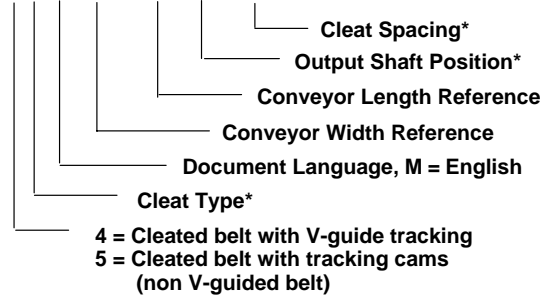 Cleat Spacing*
Output Shaft Position*
Conveyor Length Reference
Conveyor Width Reference
Document Language, M = English
Cleat Type*
4 = Cleated belt with V-guide tracking
5 = Cleated belt with tracking cams
(non V-guided belt)